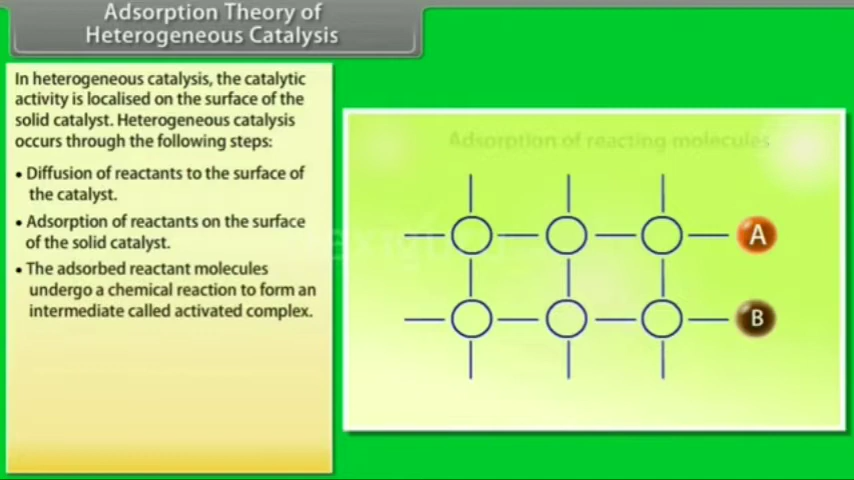 Adsorption Theory of
Heterogeneous Catalysis
In heterogeneous catalysis, the catalytic
activity is localised on the surface of the
solid catalyst. Heterogeneous catalysis
occurs through the following steps:
• Diffusion of reactants to the surface of
the catalyst.
• Adsorption of reactants on the surface
of the solid catalyst.
• The adsorbed reactant molecules
undergo a chemical reaction to form an
intermediate called activated complex.
Adsorption of reacting molecules
A
B